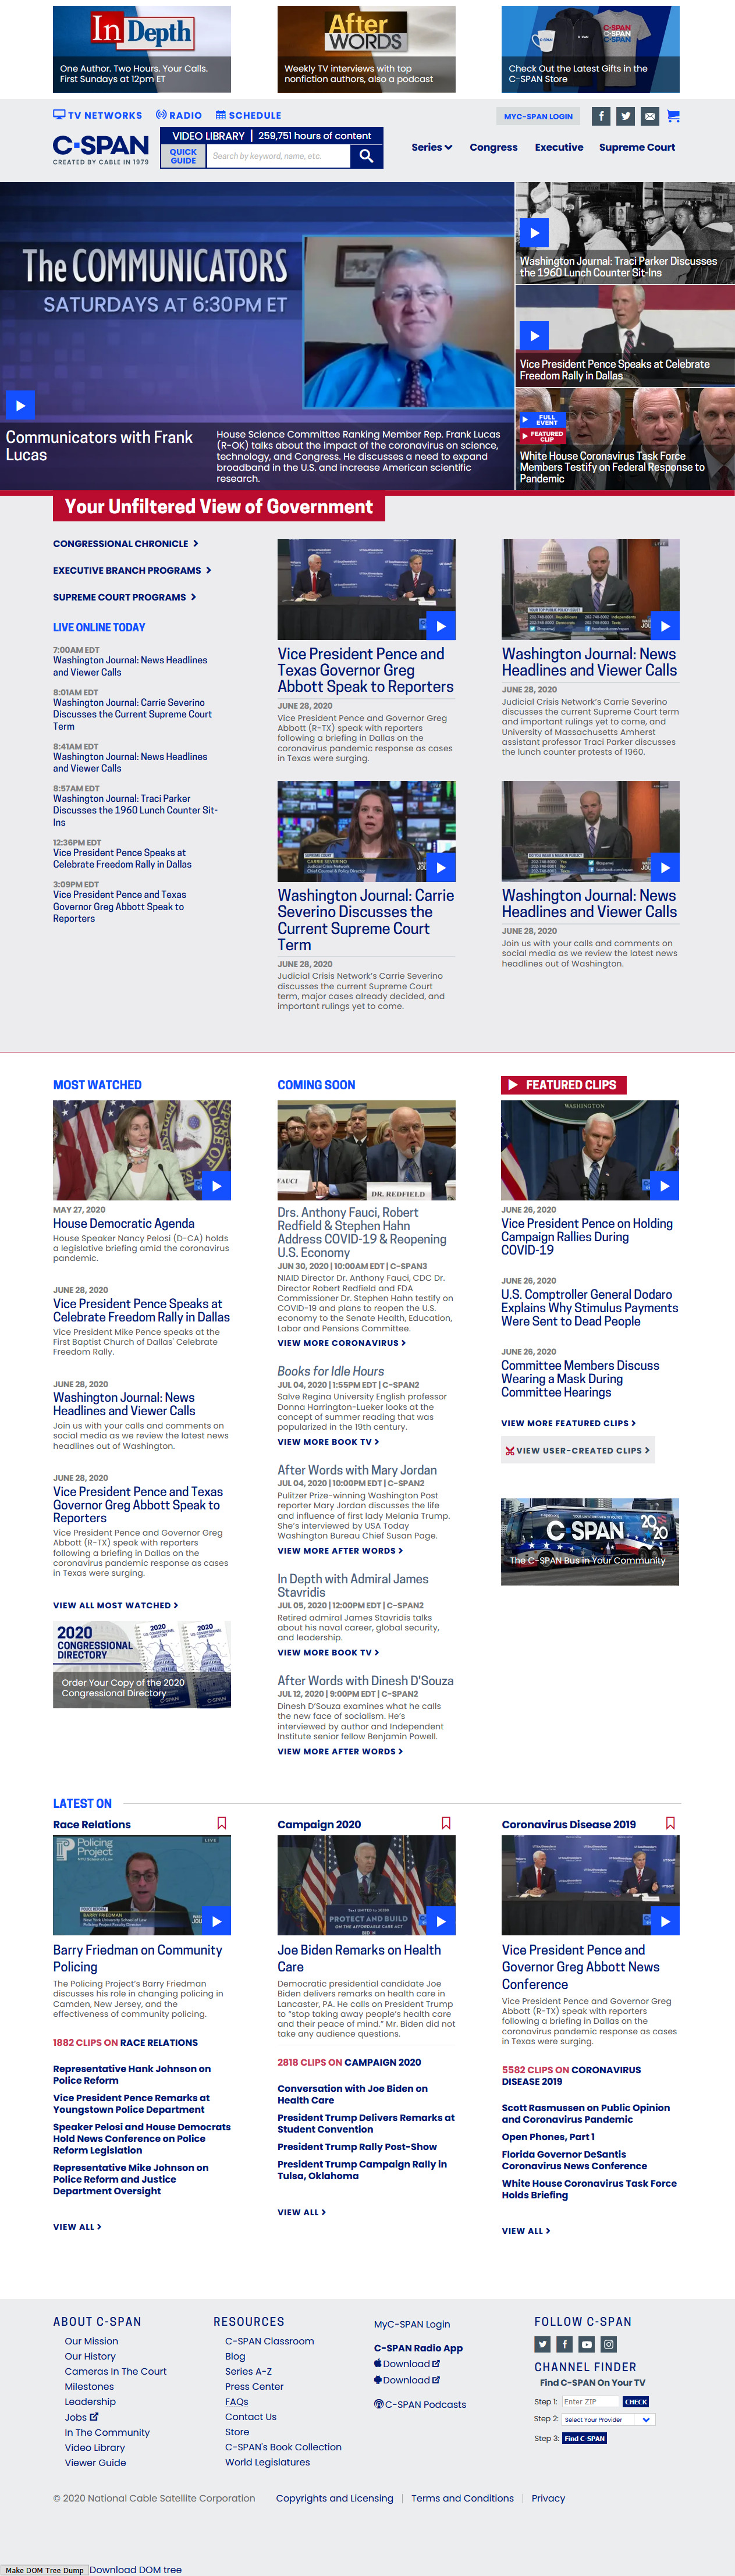 In Depth
One Author. Two Hours. Your Calls.
First Sundays at 12pm ET
After
WORDS
Weekly TV interviews with top
nonfiction authors, also a podcast
Check Out the Latest Gifts in the
C-SPAN Store
TV NETWORKS
RADIO
SCHEDULE
MYC-SPAN LOGIN
C-SPAN
CREATED BY CABLE IN 1979
VIDEO LIBRARY | 259,751 hours of content
QUICK
GUIDE
Search by keyword, name, etc.
Series
Congress
Executive
Supreme Court
The COMMUNICATORS
SATURDAYS AT 6:30PM ET
Communicators with Frank
Lucas
House Science Committee Ranking Member Rep. Frank Lucas
(R-OK) talks about the impact of the coronavirus on science,
technology, and Congress. He discusses a need to expand
broadband in the U.S. and increase American scientific
research.
Washington Journal: Traci Parker Discusses
the 1960 Lunch Counter Sit-Ins
Vice President Pence Speaks at Celebrate
Freedom Rally in Dallas
FULL
EVENT
FEATURED
CLIP
White House Coronavirus Task Force
Members Testify on Federal Response to
Pandemic
Your Unfiltered View of Government
CONGRESSIONAL CHRONICLE
EXECUTIVE BRANCH PROGRAMS
SUPREME COURT PROGRAMS
LIVE ONLINE TODAY
7:00AM EDT
Washington Journal: News Headlines
and Viewer Calls
8:01AM EDT
Washington Journal: Carrie Severino
Discusses the Current Supreme Court
Term
8:41AM EDT
Washington Journal: News Headlines
and Viewer Calls
8:57AM EDT
Washington Journal: Traci Parker
Discusses the 1960 Lunch Counter Sit-
Ins
12:36PM EDT
Vice President Pence Speaks at
Celebrate Freedom Rally in Dallas
3:09PM EDT
Vice President Pence and Texas
Governor Greg Abbott Speak to
Reporters
Vice President Pence and
Texas Governor Greg
Abbott Speak to Reporters
JUNE 28, 2020
Vice President Pence and Governor Greg
Abbott (R-TX) speak with reporters
following a briefing in Dallas on the
coronavirus pandemic response as cases
in Texas were surging.
Washington Journal: News
Headlines and Viewer Calls
JUNE 28, 2020
Judicial Crisis Network's Carrie Severino
discusses the current Supreme Court term
and important rulings yet to come, and
University of Massachusetts Amherst
assistant professor Traci Parker discusses
the lunch counter protests of 1960.
CARRIE SEVERINO
Washington Journal: Carrie
Severino Discusses the
Current Supreme Court
Term
JUNE 28, 2020
Judicial Crisis Network's Carrie Severino
discusses the current Supreme Court
term, major cases already decided, and
important rulings yet to come.
Washington Journal: News
Headlines and Viewer Calls
JUNE 28, 2020
Join us with your calls and comments on
social media as we review the latest news
headlines out of Washington.
MOST WATCHED
MAY 27, 2020
House Democratic Agenda
House Speaker Nancy Pelosi (D-CA) holds
a legislative briefing amid the coronavirus
pandemic.
JUNE 28, 2020
Vice President Pence Speaks at
Celebrate Freedom Rally in Dallas
Vice President Mike Pence speaks at the
First Baptist Church of Dallas' Celebrate
Freedom Rally.
JUNE 28, 2020
Washington Journal: News
Headlines and Viewer Calls
Join us with your calls and comments on
social media as we review the latest news
headlines out of Washington.
JUNE 28, 2020
Vice President Pence and Texas
Governor Greg Abbott Speak to
Reporters
Vice President Pence and Governor Greg
Abbott (R-TX) speak with reporters
following a briefing in Dallas on the
coronavirus pandemic response as cases
in Texas were surging.
VIEW ALL MOST WATCHED
2020
CONGRESSIONAL
DIRECTORY
Order Your Copy of the 2020
Congressional Directory
COMING SOON
FAUCI
DR. REDFIELD
Drs. Anthony Fauci, Robert
Redfield & Stephen Hahn
Address COVID-19 & Reopening
U.S. Economy
JUN 30, 2020 | 10:00AM EDT | C-SPAN3
NIAID Director Dr. Anthony Fauci, CDC Dr.
Director Robert Redfield and FDA
Commissioner Dr. Stephen Hahn testify on
COVID-19 and plans to reopen the U.S.
economy to the Senate Health, Education,
Labor and Pensions Committee.
VIEW MORE CORONAVIRUS
Books for Idle Hours
JUL 04, 2020 | 1:55PM EDT | C-SPAN2
Salve Regina University English professor
Donna Harrington-Lueker looks at the
concept of summer reading that was
popularized in the 19th century.
VIEW MORE BOOK TV
After Words with Mary Jordan
JUL 04, 2020 | 10:00PM EDT | C-SPAN2
Pulitzer Prize-winning Washington Post
reporter Mary Jordan discusses the life
and influence of first lady Melania Trump.
She's interviewed by USA Today
Washington Bureau Chief Susan Page.
VIEW MORE AFTER WORDS
In Depth with Admiral James
Stavridis
JUL 05, 2020 | 12:00PM EDT | C-SPAN2
Retired admiral James Stavridis talks
about his naval career, global security,
and leadership.
VIEW MORE BOOK TV
After Words with Dinesh D'Souza
JUL 12, 2020 | 9:00PM EDT | C-SPAN2
Dinesh D'Souza examines what he calls
the new face of socialism. He's
interviewed by author and Independent
Institute senior fellow Benjamin Powell.
VIEW MORE AFTER WORDS
FEATURED CLIPS
WASHINGTON
JUNE 26, 2020
Vice President Pence on Holding
Campaign Rallies During
COVID-19
JUNE 26, 2020
U.S. Comptroller General Dodaro
Explains Why Stimulus Payments
Were Sent to Dead People
JUNE 26, 2020
Committee Members Discuss
Wearing a Mask During
Committee Hearings
VIEW MORE FEATURED CLIPS
VIEW USER-CREATED CLIPS
C-SPAN
2020
The C-SPAN Bus in Your Community
LATEST ON
Race Relations
Policing
Project
LIVE
BARRY FRIEDMAN
Barry Friedman on Community
Policing
The Policing Project's Barry Friedman
discusses his role in changing policing in
Camden, New Jersey, and the
effectiveness of community policing.
1882 CLIPS ON RACE RELATIONS
Representative Hank Johnson on
Police Reform
Vice President Pence Remarks at
Youngstown Police Department
Speaker Pelosi and House Democrats
Hold News Conference on Police
Reform Legislation
Representative Mike Johnson on
Police Reform and Justice
Department Oversight
VIEW ALL
Campaign 2020
PROTECT AND BUILD
ON THE AFFORDABLE CARE ACT
Joe Biden Remarks on Health
Care
Democratic presidential candidate Joe
Biden delivers remarks on health care in
Lancaster, PA. He calls on President Trump
to "stop taking away people's health care
and their peace of mind." Mr. Biden did not
take any audience questions.
2818 CLIPS ON CAMPAIGN 2020
Conversation with Joe Biden on
Health Care
President Trump Delivers Remarks at
Student Convention
President Trump Rally Post-Show
President Trump Campaign Rally in
Tulsa, Oklahoma
VIEW ALL
Coronavirus Disease 2019
Vice President Pence and
Governor Greg Abbott News
Conference
Vice President Pence and Governor Greg
Abbott (R-TX) speak with reporters
following a briefing in Dallas on the
coronavirus pandemic response as cases
in Texas were surging.
5582 CLIPS ON CORONAVIRUS
DISEASE 2019
Scott Rasmussen on Public Opinion
and Coronavirus Pandemic
Open Phones, Part 1
Florida Governor DeSantis
Coronavirus News Conference
White House Coronavirus Task Force
Holds Briefing
VIEW ALL
ABOUT C-SPAN
Our Mission
Our History
Cameras In The Court
Milestones
Leadership
Jobs
In The Community
Video Library
Viewer Guide
RESOURCES
C-SPAN Classroom
Blog
Series A-Z
Press Center
FAQs
Contact Us
Store
C-SPAN's Book Collection
World Legislatures
MyC-SPAN Login
C-SPAN Radio App
Download
Download
C-SPAN Podcasts
FOLLOW C-SPAN
CHANNEL FINDER
Find C-SPAN On Your TV
Step 1: Enter ZIP CHECK
Step 2: Select Your Provider
Step 3: Find C-SPAN
© 2020 National Cable Satellite Corporation
Copyrights and Licensing | Terms and Conditions | Privacy
Make DOM Tree Dump Download DOM tree